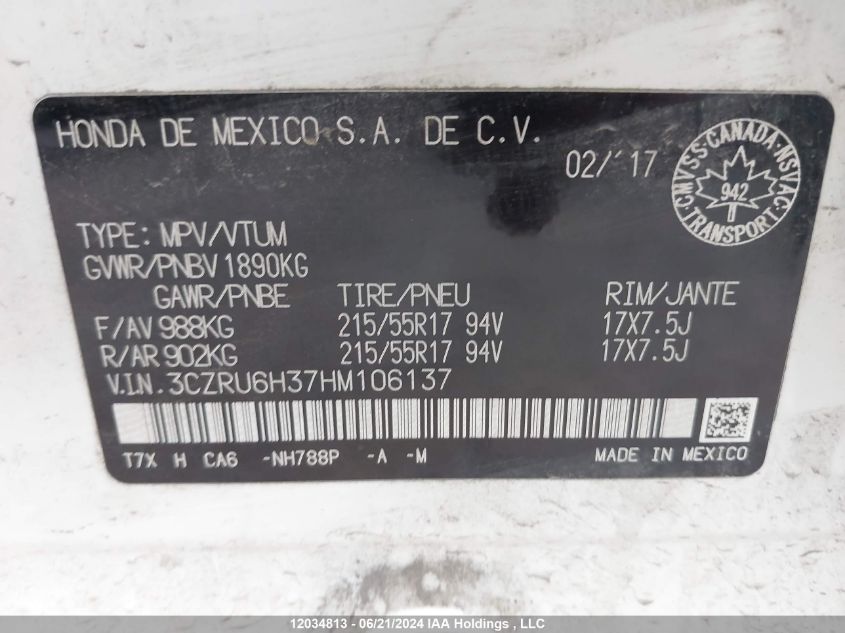 HONDA DE MEXICO S.A. DE C.V.
02/'17
CMVSS·CANADA·NSVAC·TRANSPORT
942
TYPE: MPV/VTUM
GVWR/PNBV 1890KG
GAWR/PNBE TIRE/PNEU RIM/JANTE
F/AV 988KG 215/55R17 94V 17X7.5J
R/AR 902KG 215/55R17 94V 17X7.5J
V.I.N. 3CZRU6H37HM106137
T7X H CA6 -NH788P -A -M MADE IN MEXICO
12034813 - 06/21/2024 IAA Holdings , LLC